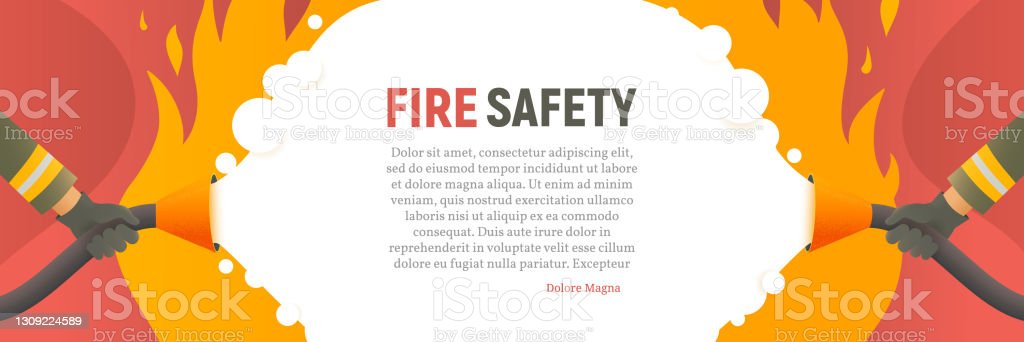 FIRE SAFETY
Dolor sit amet, consectetur adipiscing elit,
sed do eiusmod tempor incididunt ut labore et
dolore magna aliqua. Ut enim ad minim
veniam, quis nostrud exercitation ullamco
laboris nisi ut aliquip ex ea commodo
consequat. Duis aute irure dolor in
reprehenderit in voluptate velit esse cillum
dolore eu fugiat nulla pariatur. Excepteur
Dolore Magna
iStock
by Getty Images™
1309224589